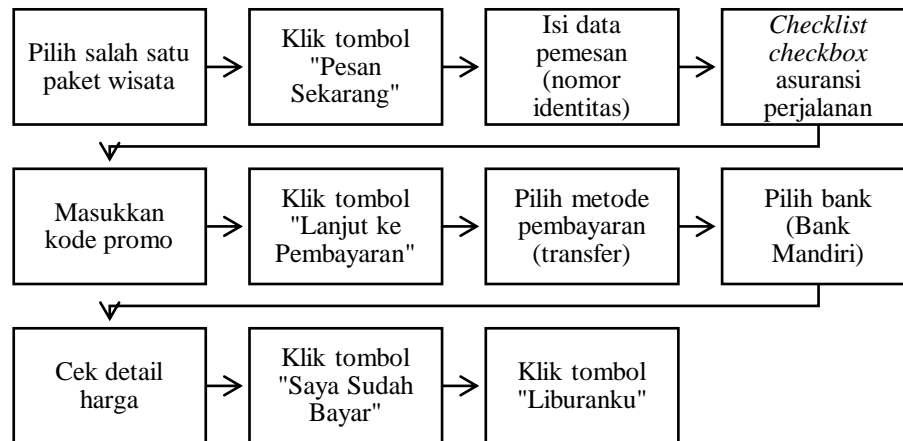 Pilih salah satu
paket wisata
Klik tombol
"Pesan
Sekarang"
Isi data
pemesan
(nomor
identitas)
Checklist
checkbox
asuransi
perjalanan
Masukkan
kode promo
Klik tombol
"Lanjut ke
Pembayaran"
Pilih metode
pembayaran
(transfer)
Pilih bank
(Bank
Mandiri)
Cek detail
harga
Klik tombol
"Saya Sudah
Bayar"
Klik tombol
"Liburanku"